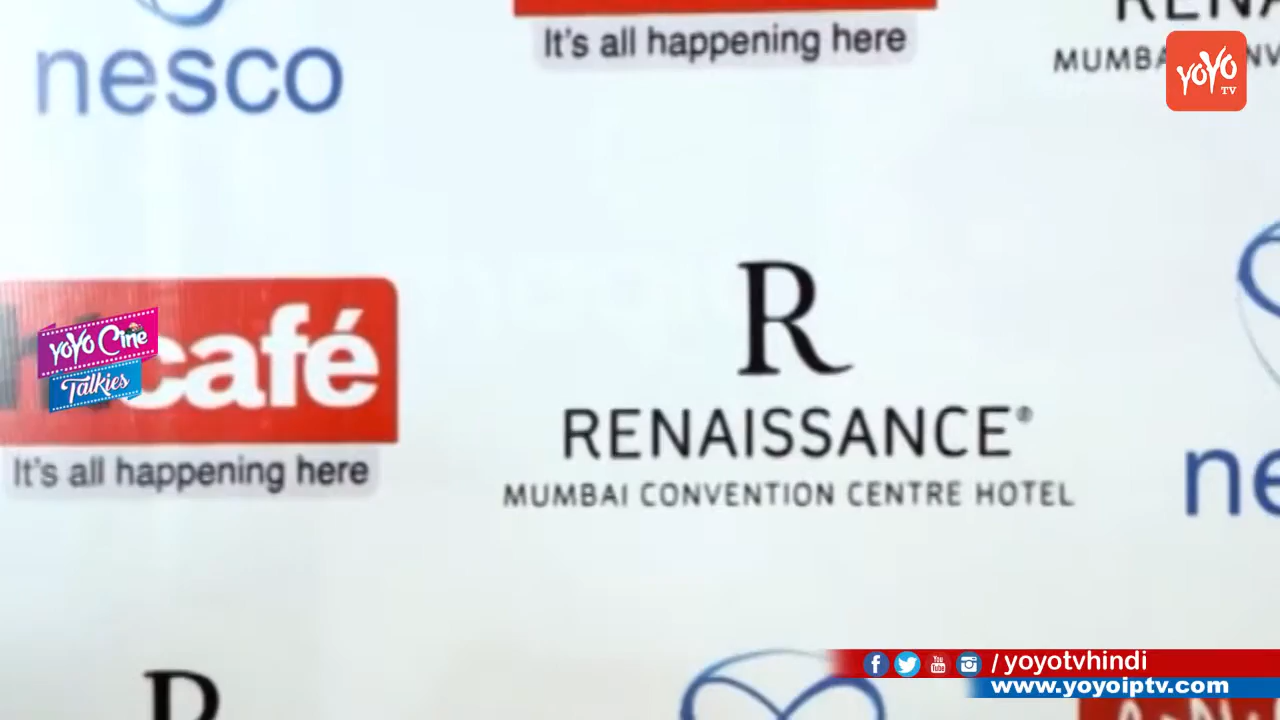 nesco
It's all happening here
MUMBA
YOYO
TV
YOYO Cine
Talkies
café
It's all happening here
R
RENAISSANCE®
MUMBAI CONVENTION CENTRE HOTEL
ne
R
/yoyotvhindi
www.yoyoiptv.com